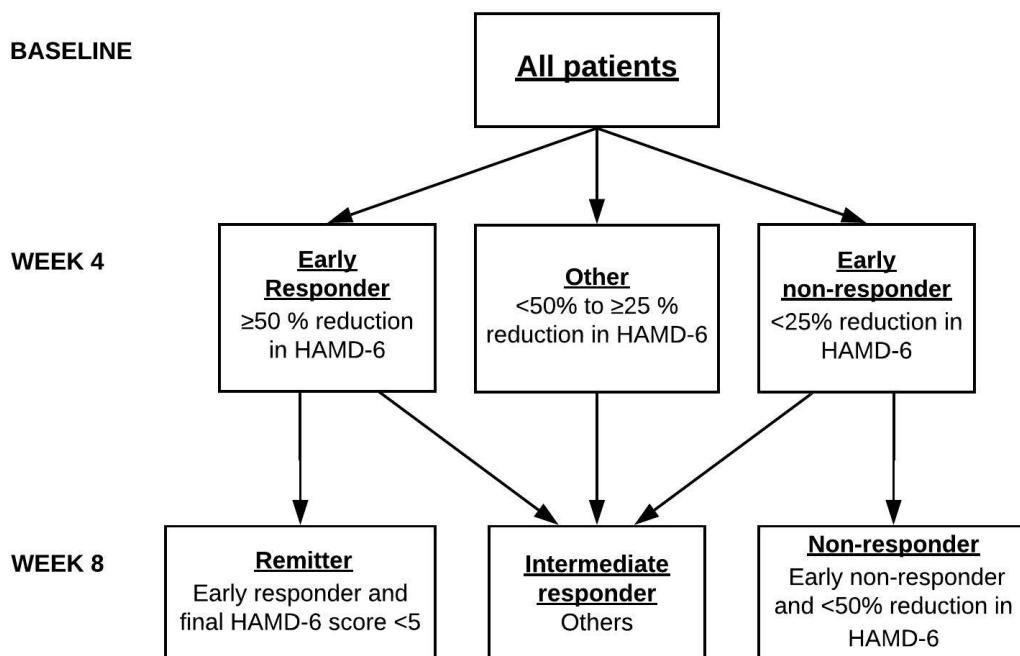 BASELINE
All patients
WEEK 4
Early
Responder
≥50 % reduction
in HAMD-6
Other
<50% to ≥25 %
reduction in HAMD-6
Early
non-responder
<25% reduction in
HAMD-6
WEEK 8
Remitter
Early responder and
final HAMD-6 score <5
Intermediate
responder
Others
Non-responder
Early non-responder
and <50% reduction in
HAMD-6